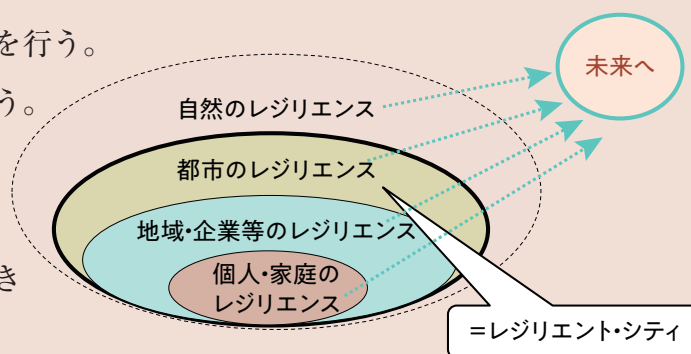 を行う。
う。
き
自然のレジリエンス
都市のレジリエンス
地域・企業等のレジリエンス
個人・家庭の
レジリエンス
未来へ
＝レジリエント・シティ